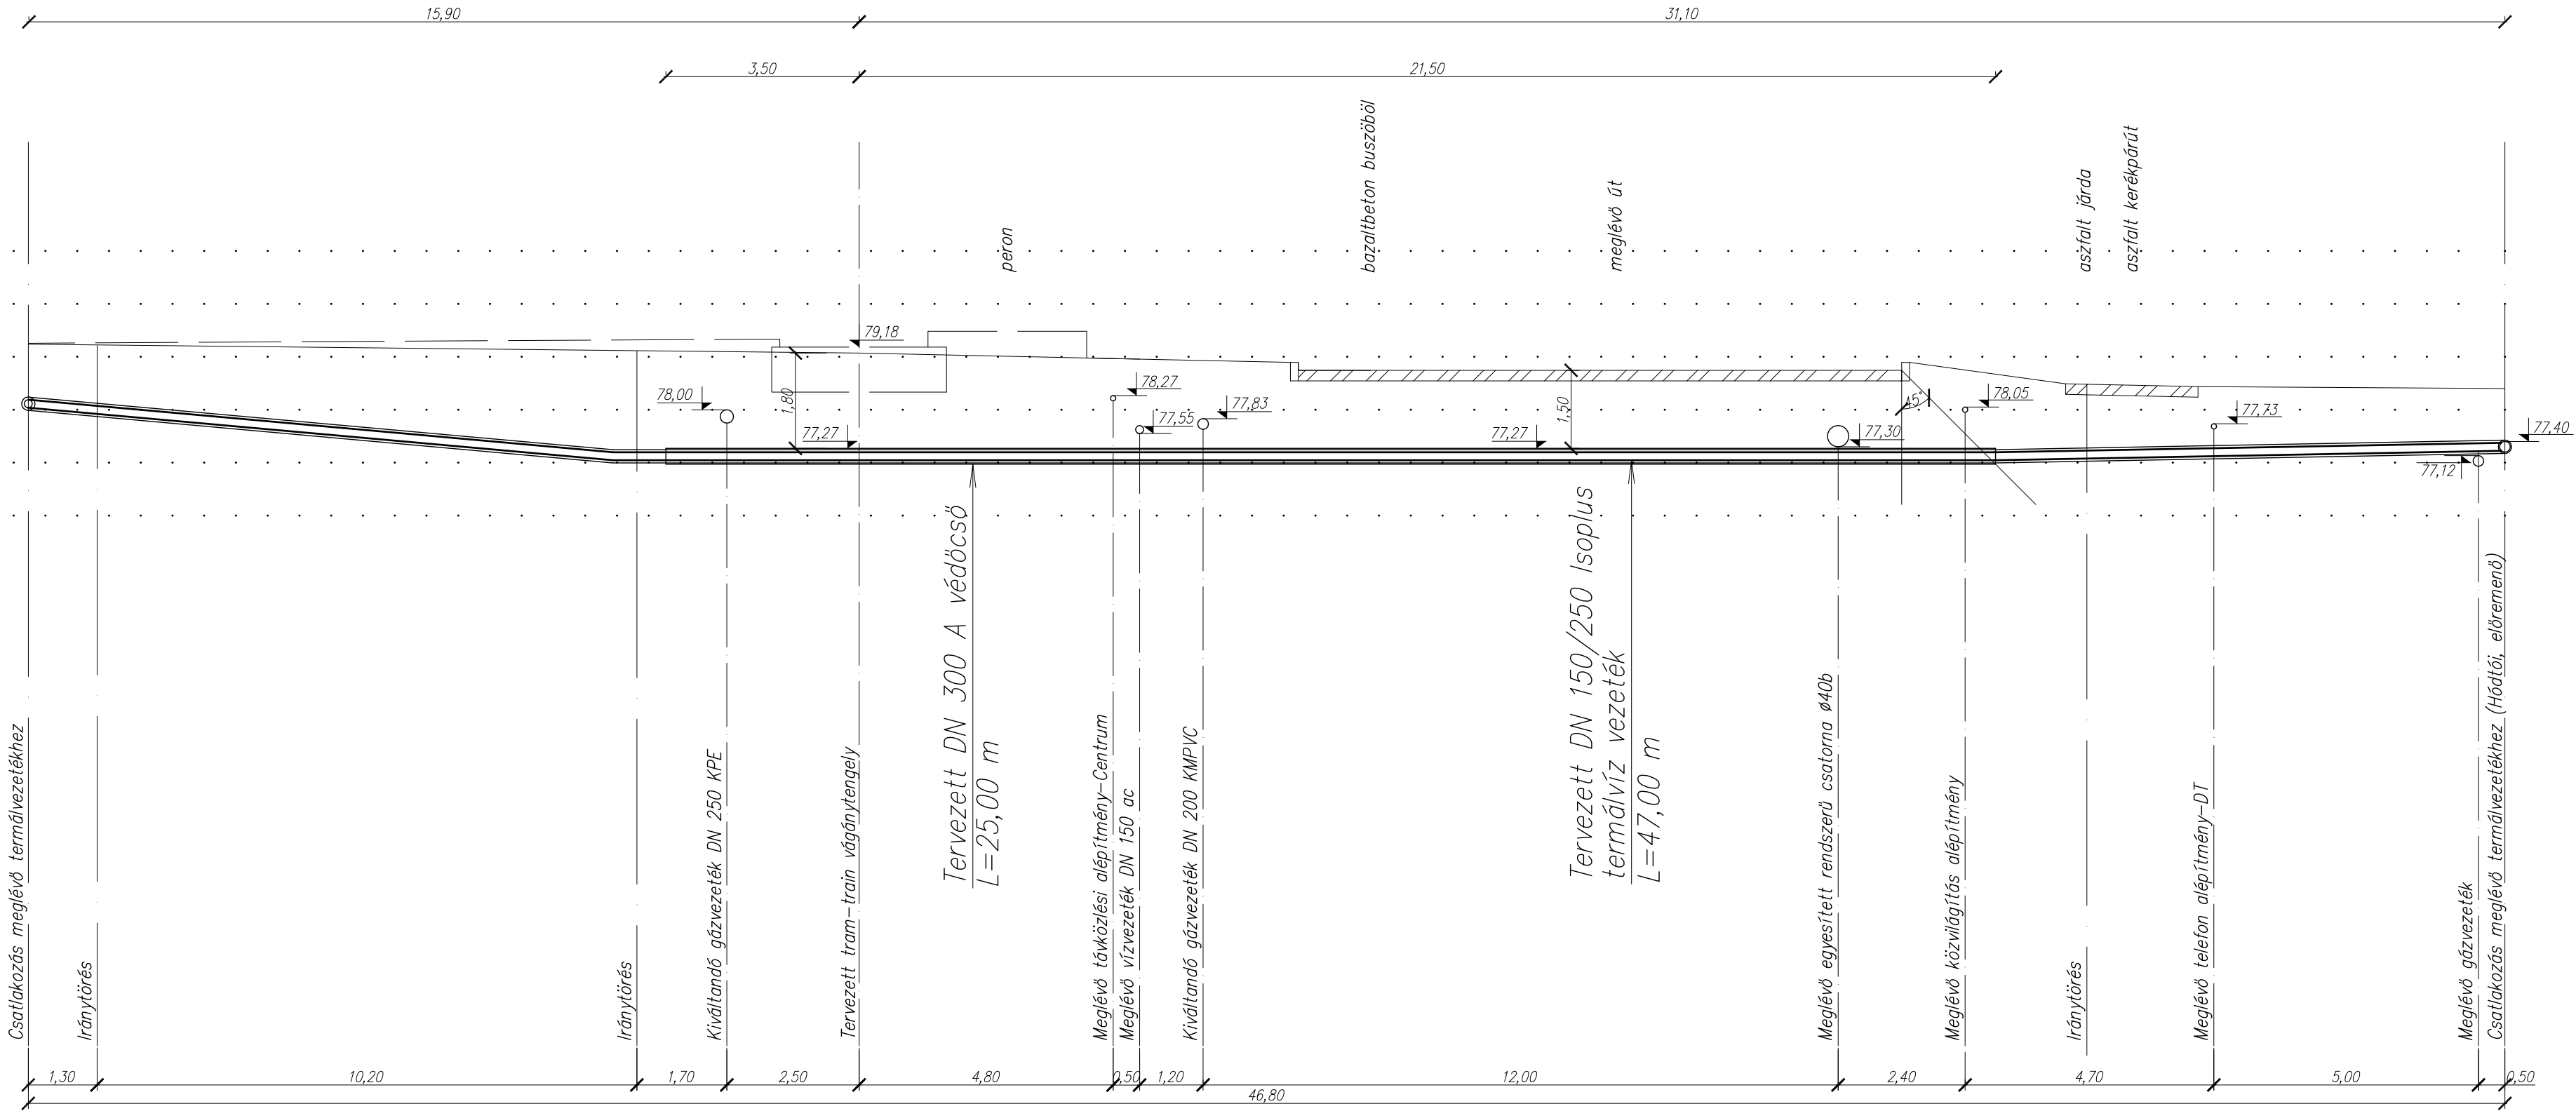 15,90
31,10
3,50
21,50
peron
bazaltbeton buszöböl
meglévő út
aszfalt járda
aszfalt kerékpárút
79,18
78,00
1,80
77,27
78,27
77,55
77,83
1,50
77,27
77,30
45°
78,05
77,73
77,40
77,12
Csatlakozás meglévő termálvezetékhez
Iránytörés
Iránytörés
Kiváltandó gázvezeték DN 250 KPE
Tervezett tram-train vágánytengely
Tervezett DN 300 A védőcső
L=25,00 m
Meglévő távközlési alépítmény-Centrum
Meglévő vízvezeték DN 150 ac
Kiváltandó gázvezeték DN 200 KMPVC
Tervezett DN 150/250 Isoplus
termálvíz vezeték
L=47,00 m
Meglévő egyesített rendszerű csatorna ø40b
Meglévő közvilágítás alépítmény
Iránytörés
Meglévő telefon alépítmény-DT
Meglévő gázvezeték
Csatlakozás meglévő termálvezetékhez (Hódtói, előremenő)
1,30
10,20
1,70
2,50
4,80
0,50
1,20
12,00
2,40
4,70
5,00
0,50
46,80